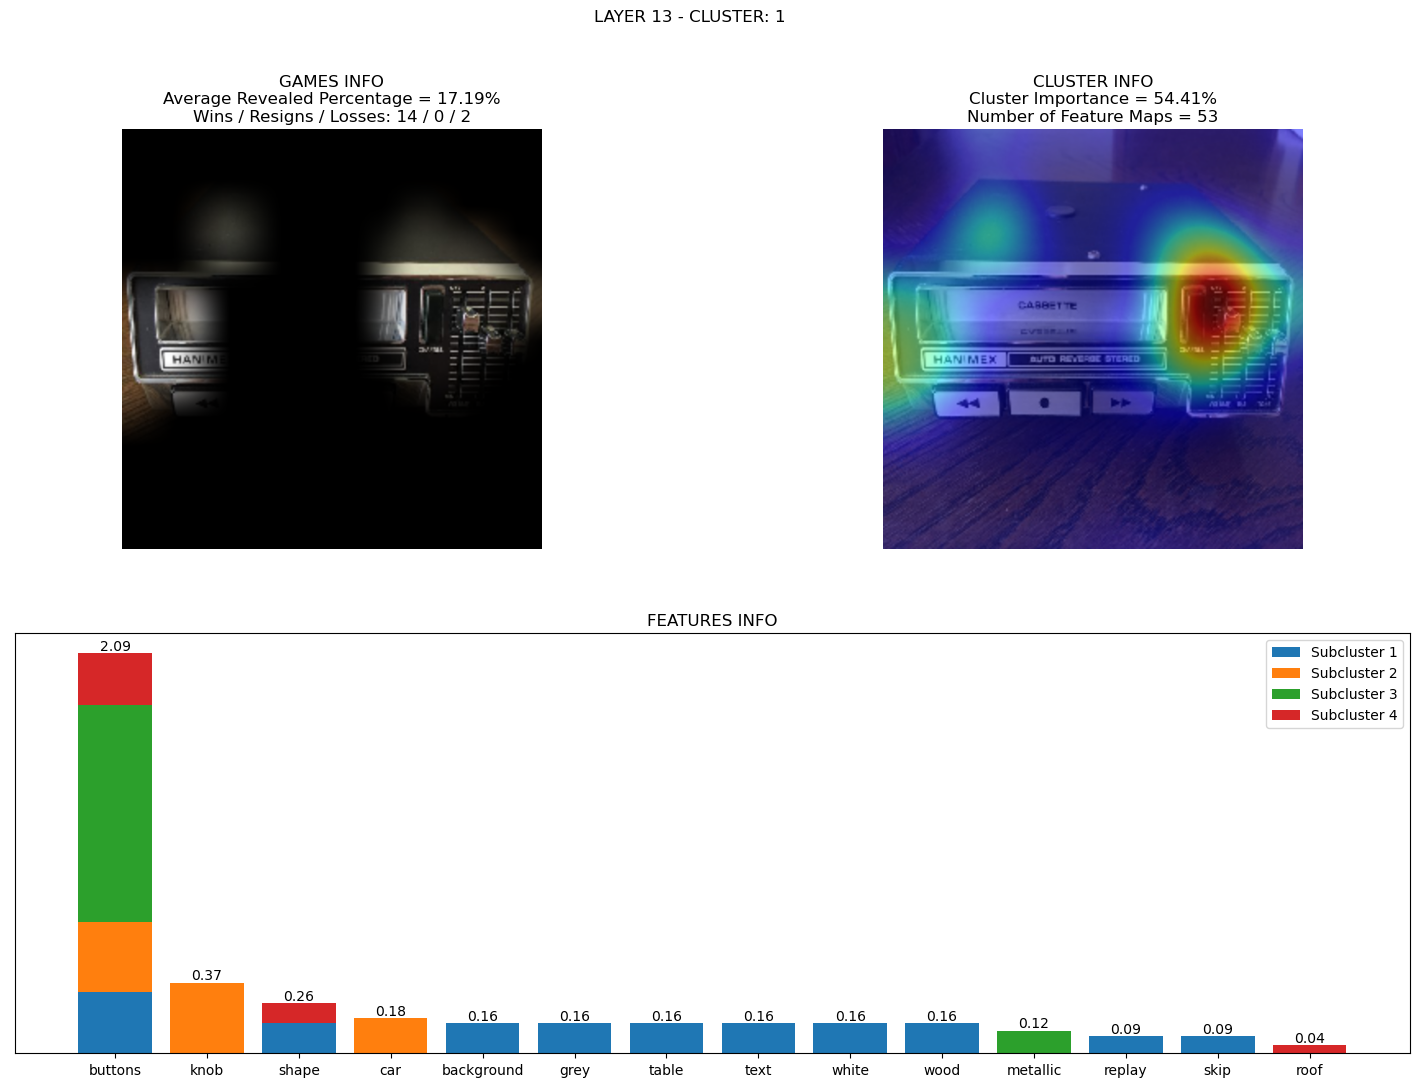 LAYER 13 - CLUSTER: 1
GAMES INFO
Average Revealed Percentage = 17.19%
Wins / Resigns / Losses: 14 / 0 / 2
HANIME
CLUSTER INFO
Cluster Importance = 54.41%
Number of Feature Maps = 53
CASSETTE
HANIMEX
AUTO REVERSE STEREO
FEATURES INFO
2.09
0.37
0.26
0.18
0.16
0.16
0.16
0.16
0.16
0.16
0.12
0.09
0.09
0.04
Subcluster 1
Subcluster 2
Subcluster 3
Subcluster 4
buttons
knob
shape
car
background
grey
table
text
white
wood
metallic
replay
skip
roof